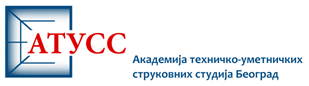 АТУСС
Академија техничко-уметничких
струковних студија Београд